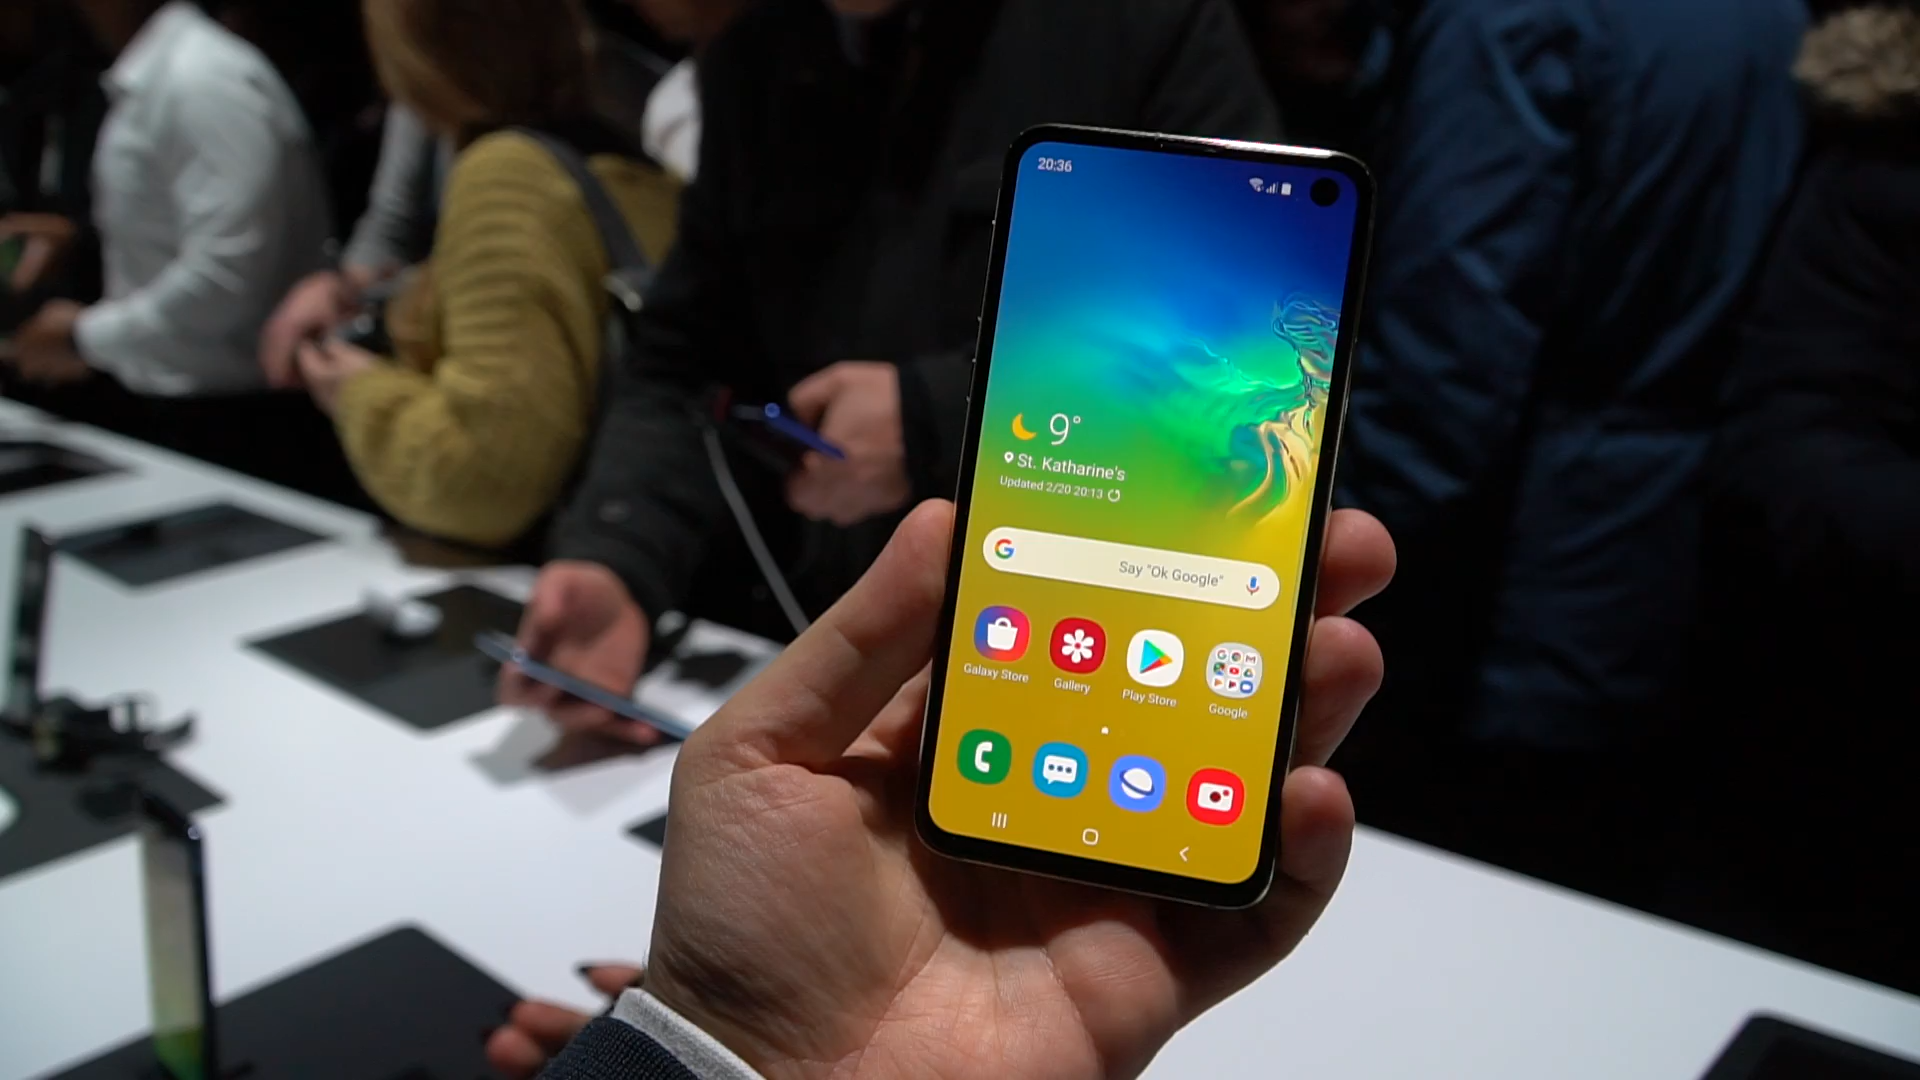 20:36
9°
St. Katharine's
Updated 2/20 20:13
Say "Ok Google"
Galaxy Store
Gallery
Play Store
Google